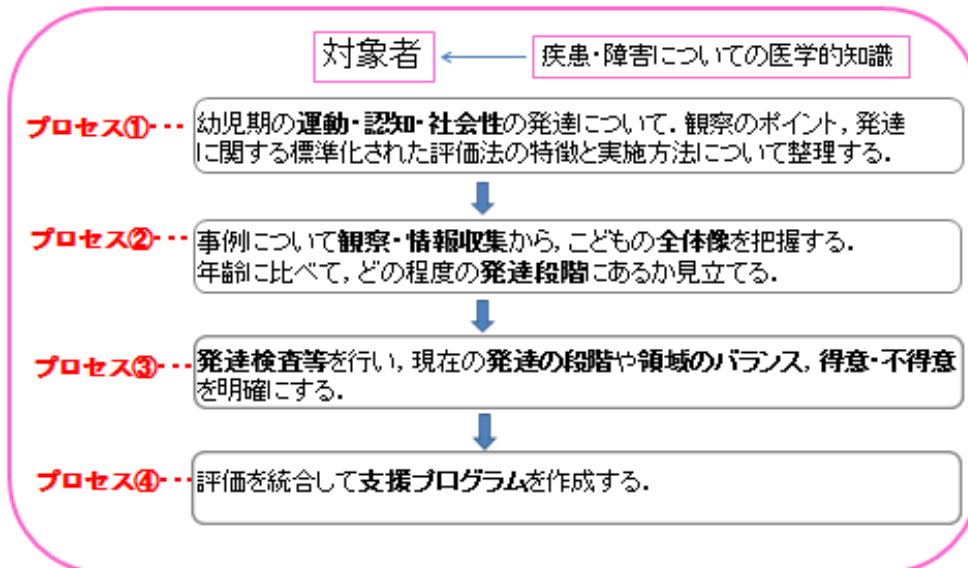 対象者 疾患・障害についての医学的知識
プロセス①・・・ 幼児期の運動・認知・社会性の発達について．観察のポイント，発達
に関する標準化された評価法の特徴と実施方法について整理する．
プロセス②・・・ 事例について観察・情報収集から，こどもの全体像を把握する．
年齢に比べて，どの程度の発達段階にあるか見立てる．
プロセス③・・・ 発達検査等を行い，現在の発達の段階や領域のバランス，得意・不得意
を明確にする．
プロセス④・・・ 評価を統合して支援プログラムを作成する．